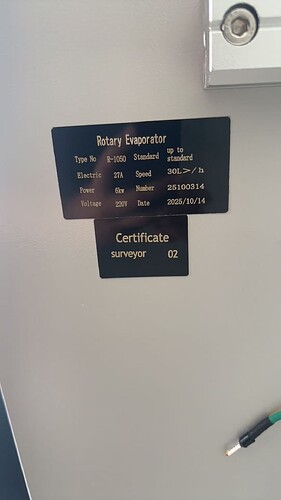 Rotary Evaporator
Type No R-1050 Standard up to standard
Electric 27A Speed 30L>/h
Power 6kw Number 25100314
Voltage 220V Date 2025/10/14
Certificate
surveyor 02